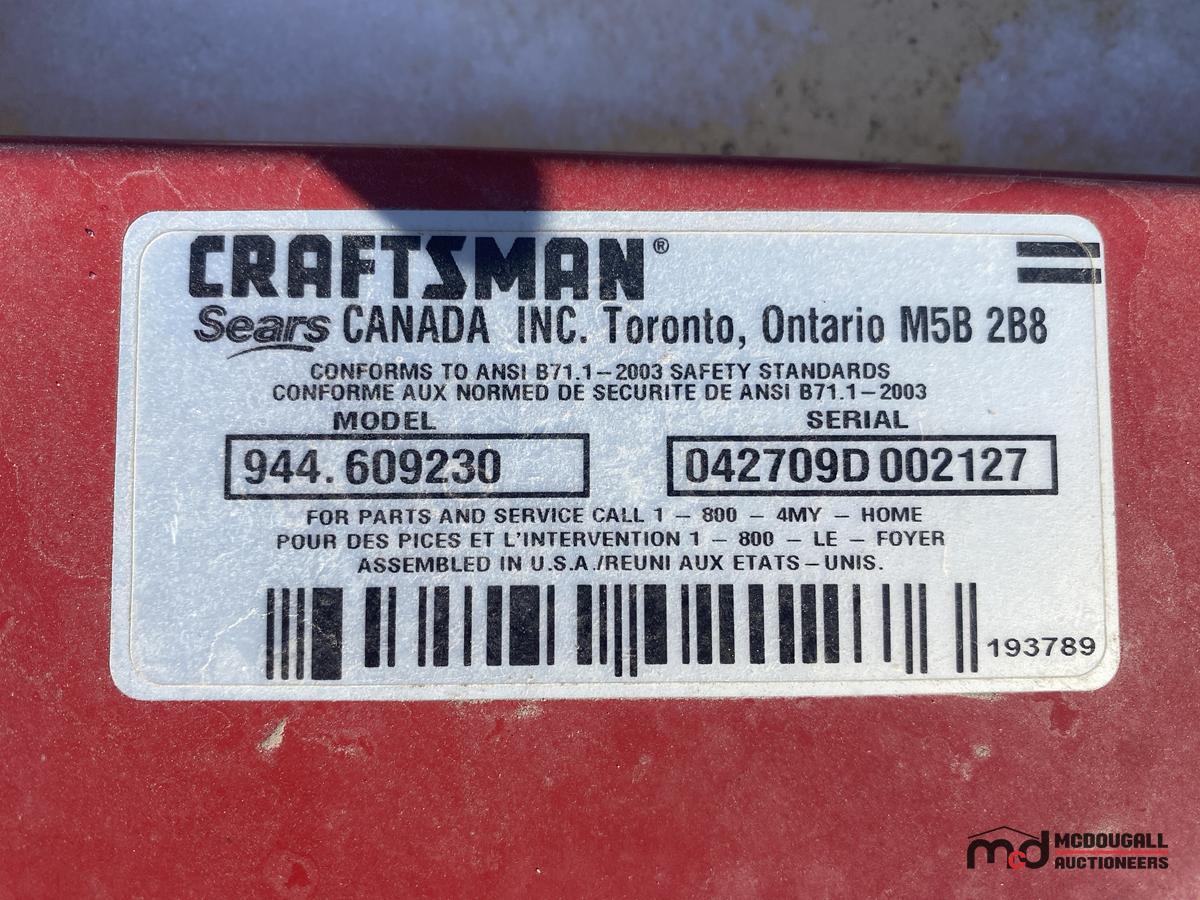 CRAFTSMAN®
Sears CANADA INC. Toronto, Ontario M5B 2B8
CONFORMS TO ANSI B71.1-2003 SAFETY STANDARDS
CONFORME AUX NORMED DE SECURITE DE ANSI B71.1-2003
MODEL SERIAL
944.609230 042709D 002127
FOR PARTS AND SERVICE CALL 1 - 800 - 4MY - HOME
POUR DES PICES ET L'INTERVENTION 1 - 800 - LE - FOYER
ASSEMBLED IN U.S.A./REUNI AUX ETATS-UNIS.
193789
mcd MCDOUGALL
AUCTIONEERS